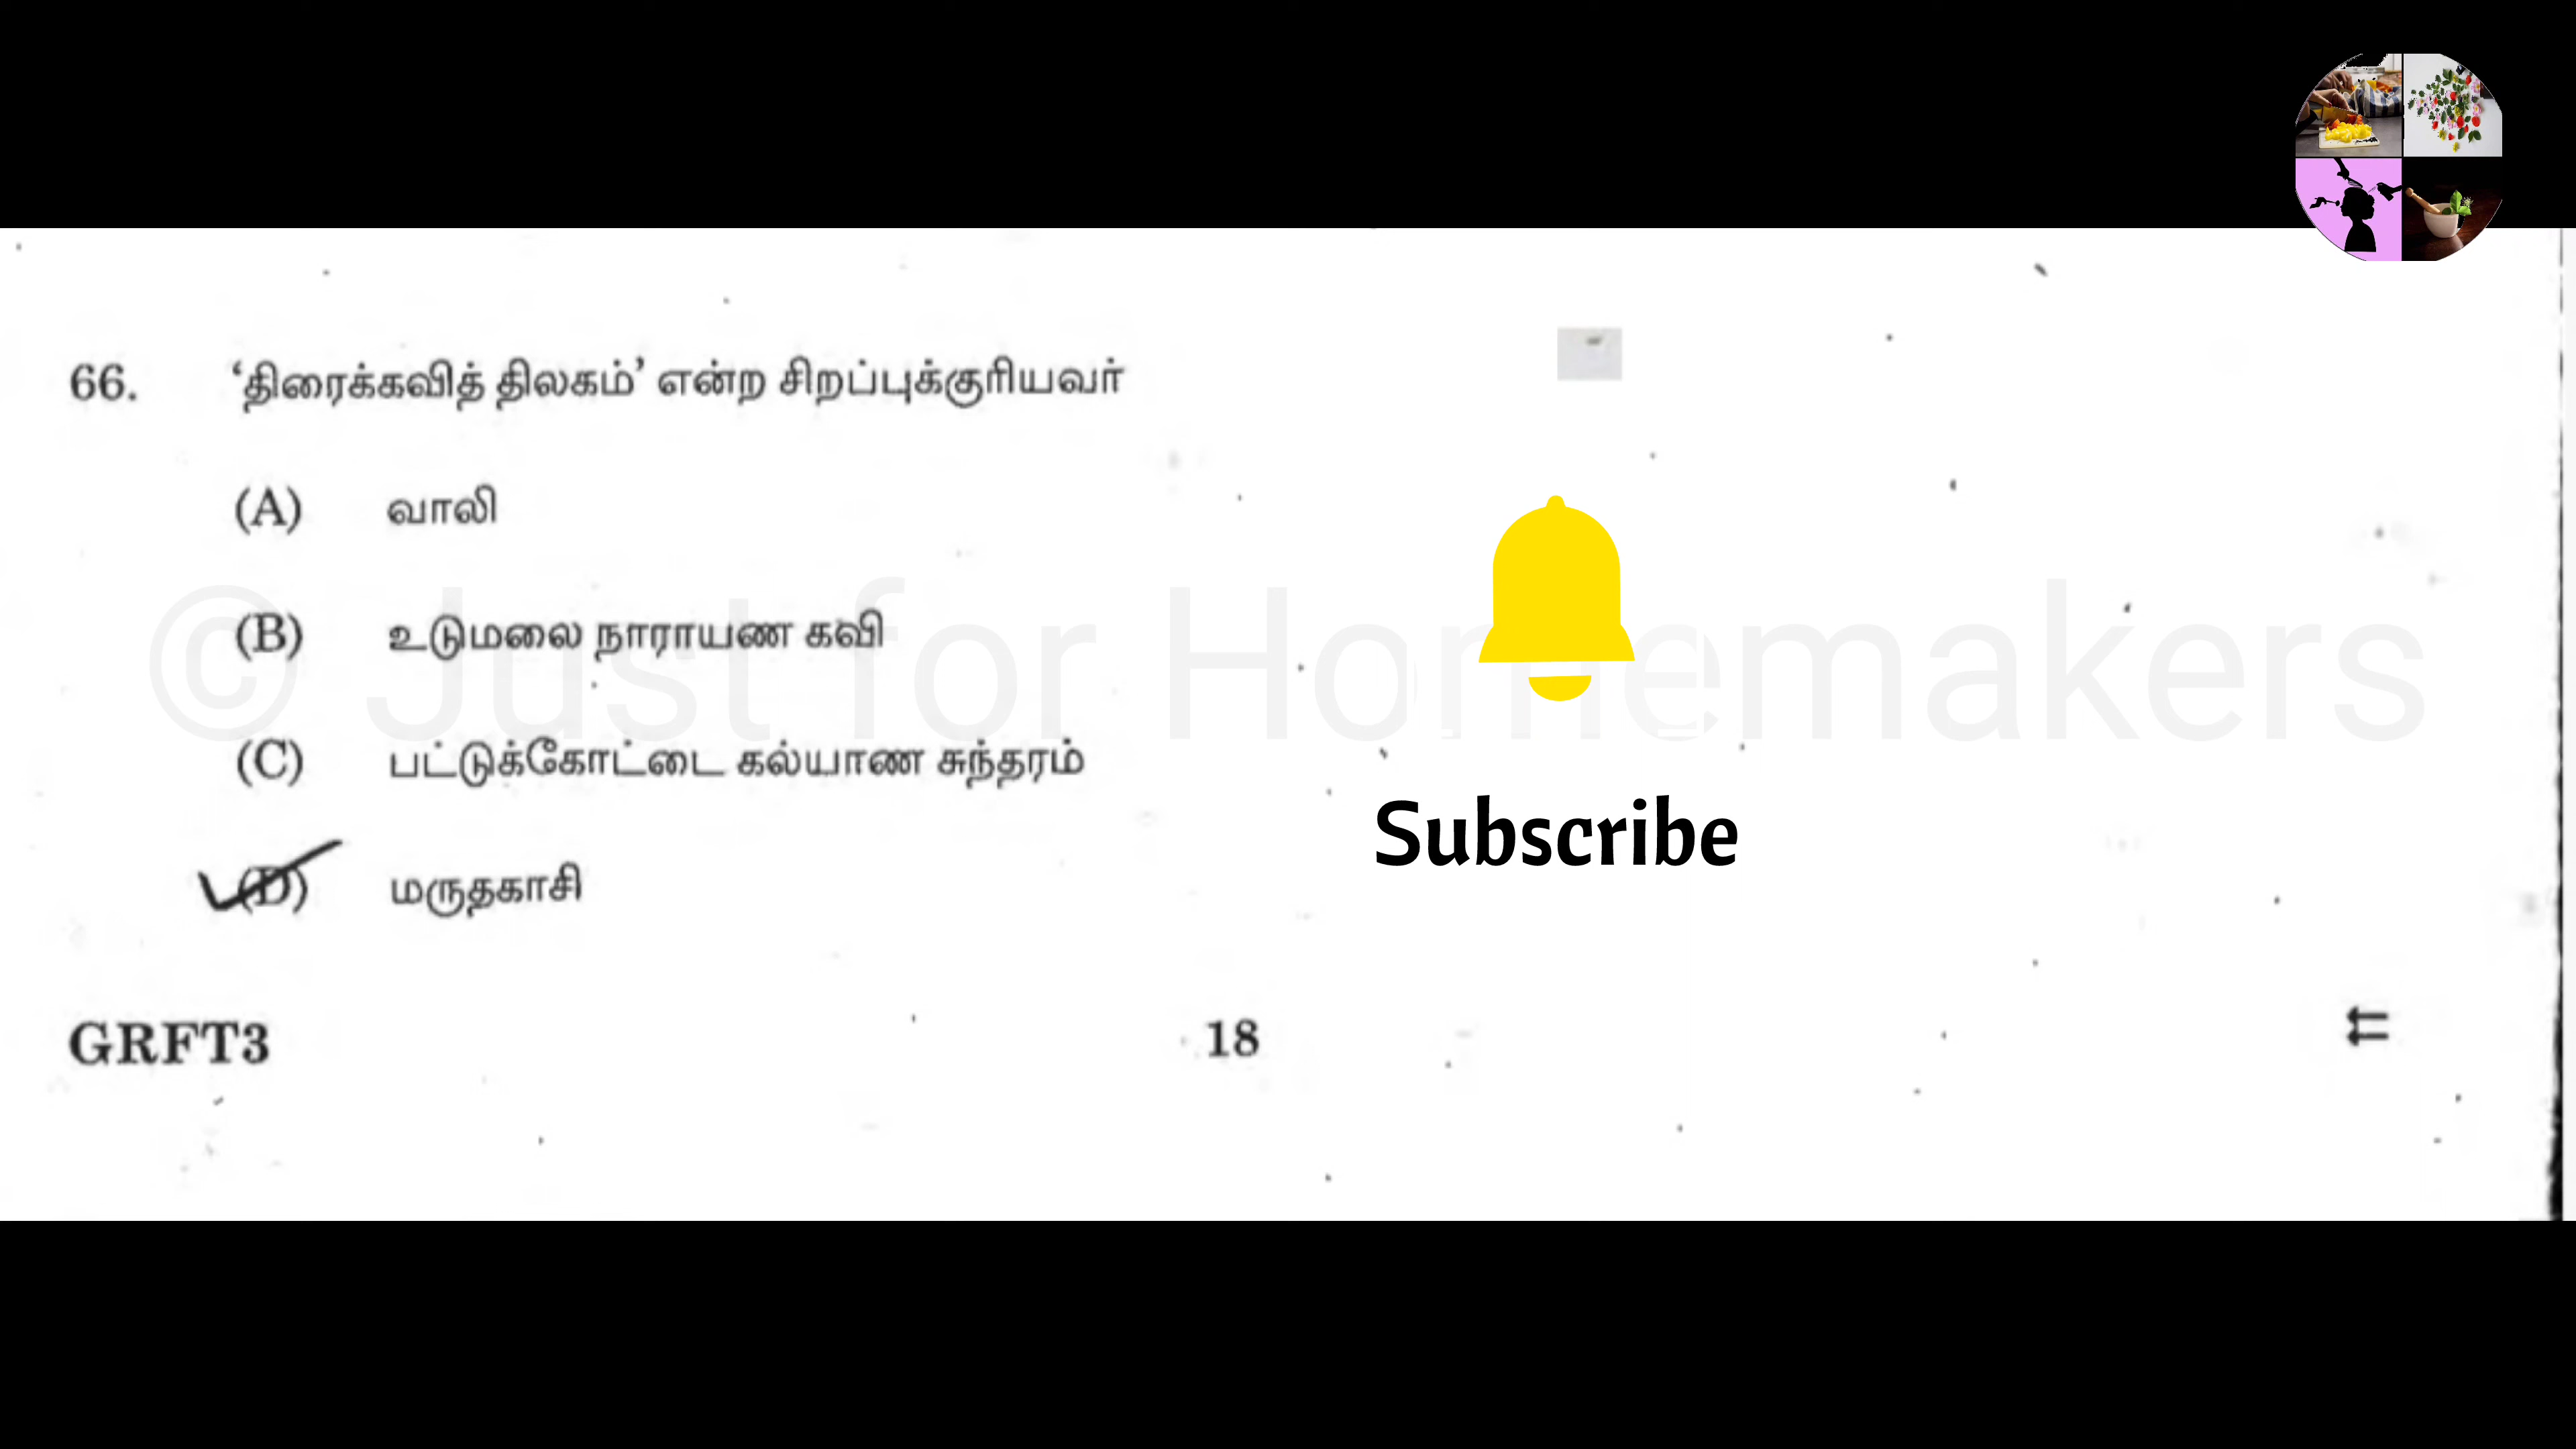 66. ‘திரைக்கவித் திலகம்’ என்ற சிறப்புக்குரியவர்
(A) வாலி
(B) உடுமலை நாராயண கவி
© Just for Homemakers
(C) பட்டுக்கோட்டை கல்யாண சுந்தரம்
Subscribe
(D) மருதகாசி
GRFT3 18